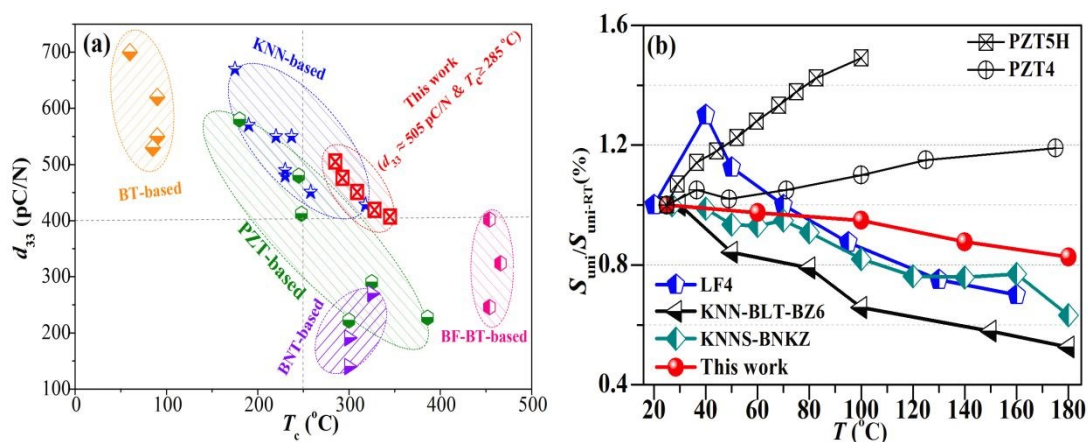 (a)
KNN-based
This work
(d33 ≈ 505 pC/N & Tc ≥ 285 °C)
BT-based
PZT-based
BNT-based
BF-BT-based
d33 (pC/N)
700
600
500
400
300
200
100
0 100 200 300 400 500
Tc (°C)
(b)
PZT5H
PZT4
LF4
KNN-BLT-BZ6
KNNS-BNKZ
This work
Suni/Suni-RT(%)
1.6
1.2
0.8
0.4
20 40 60 80 100 120 140 160 180
T (°C)